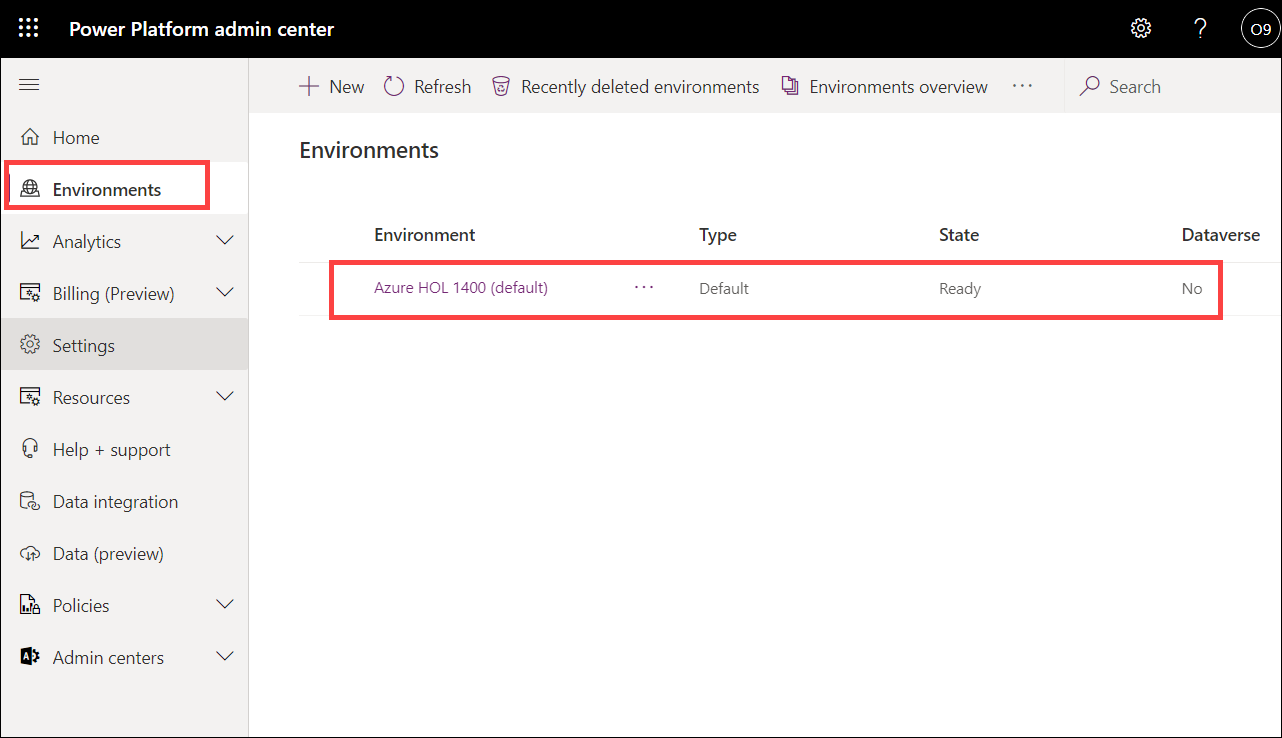 Power Platform admin center
? O9
New Refresh Recently deleted environments Environments overview ··· Search
Home
Environments
Analytics
Billing (Preview)
Settings
Resources
Help + support
Data integration
Data (preview)
Policies
Admin centers
Environments
Environment Type State Dataverse
Azure HOL 1400 (default) ··· Default Ready No